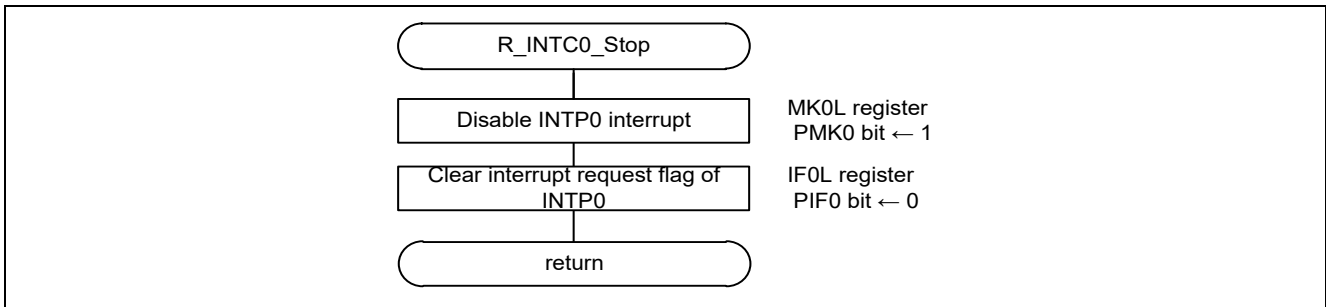 R_INTC0_Stop
Disable INTP0 interrupt
MK0L register
PMK0 bit ← 1
Clear interrupt request flag of
INTP0
IF0L register
PIF0 bit ← 0
return